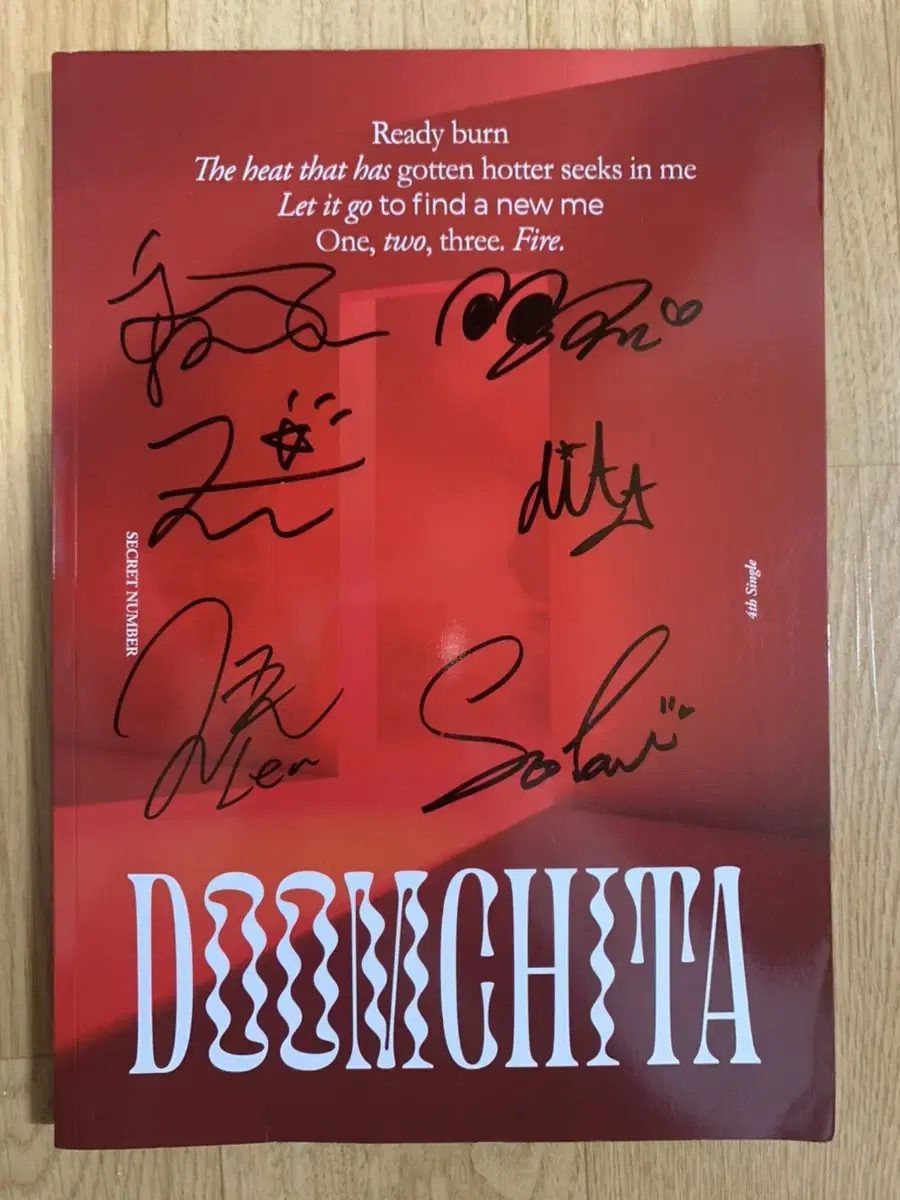 Ready burn
The heat that has gotten hotter seeks in me
Let it go to find a new me
One, two, three. Fire.
dita
SECRET NUMBER
4th Single
Lea
Soodam
DOOMCHITA